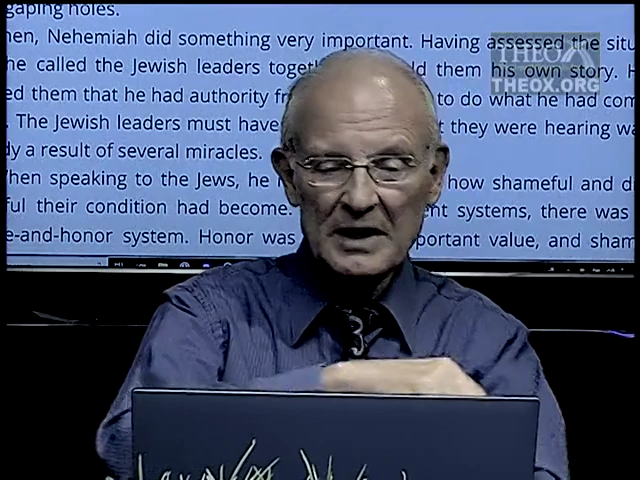 gaping holes.
hen, Nehemiah did something very important. Having assessed the situ
he called the Jewish leaders toget ld them his own story. H
ed them that he had authority fr to do what he had com
. The Jewish leaders must have t they were hearing wa
dy a result of several miracles.
When speaking to the Jews, he how shameful and d
ful their condition had become. nt systems, there was
e-and-honor system. Honor was portant value, and sham
THEO
THEOX.ORG